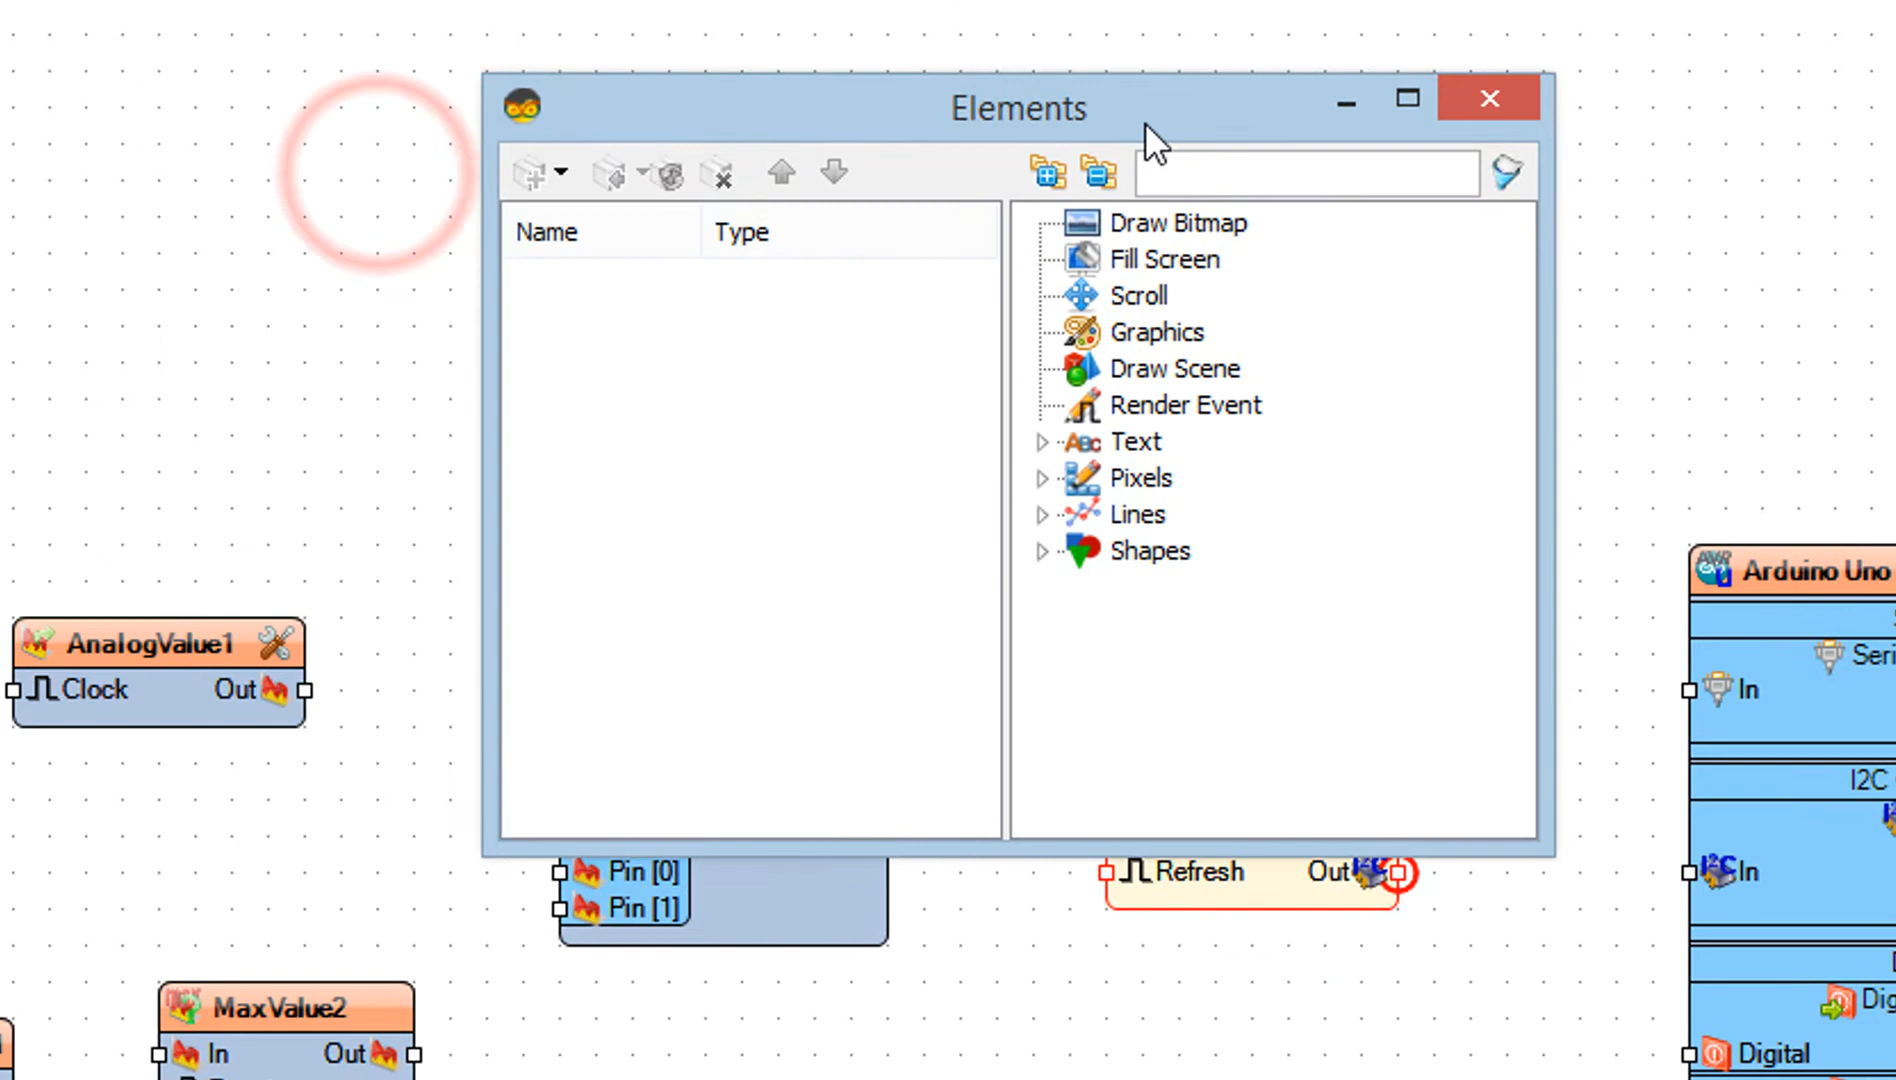 Elements
Name Type
Draw Bitmap
Fill Screen
Scroll
Graphics
Draw Scene
Render Event
Text
Pixels
Lines
Shapes
Arduino Uno
AnalogValue1
Clock Out
In
I2C
In
Pin [0]
Pin [1]
Refresh Out
MaxValue2
In Out
Digital